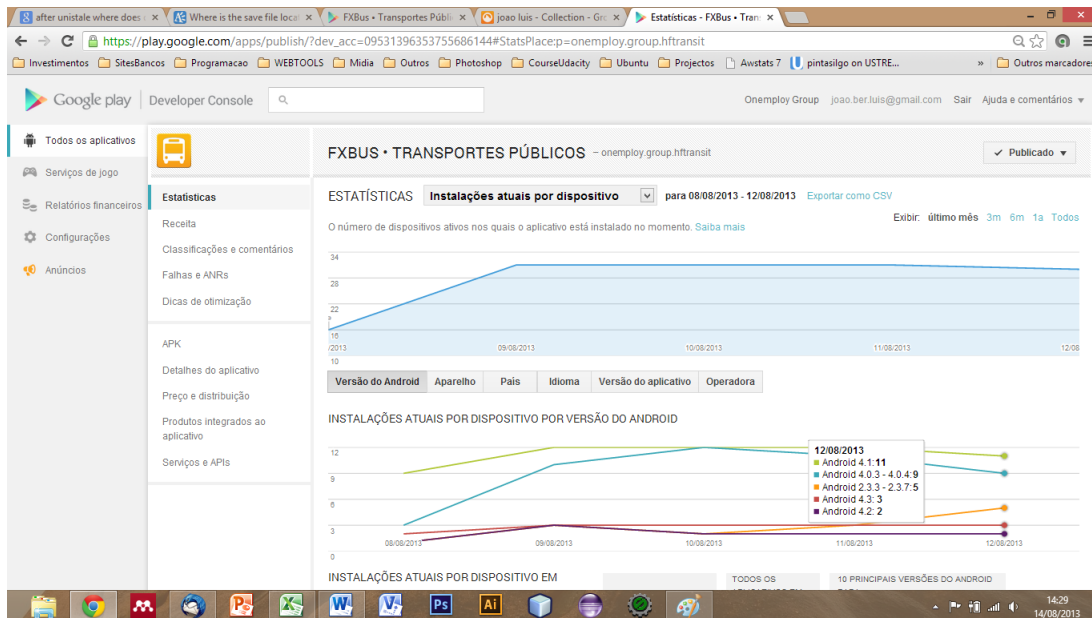 after unistale where does
Where is the save file local
FXBus • Transportes Públi
joao luis - Collection - Gro
Estatísticas - FXBus • Trans
https://play.google.com/apps/publish/?dev_acc=09531396353755686144#StatsPlace:p=onemploy.group.hftransit
Investimentos SitesBancos Programacao WEBTOOLS Midia Outros Photoshop CourseUdacity Ubuntu Projectos Awstats 7 pintasilgo on USTRE... » Outros marcadores
Google play Developer Console
Onemploy Group joao.ber.luis@gmail.com Sair Ajuda e comentários
Todos os aplicativos
Serviços de jogo
Relatórios financeiros
Configurações
Anúncios
Estatísticas
Receita
Classificações e comentários
Falhas e ANRs
Dicas de otimização
APK
Detalhes do aplicativo
Preço e distribuição
Produtos integrados ao
aplicativo
Serviços e APIs
FXBUS • TRANSPORTES PÚBLICOS – onemploy.group.hftransit
Publicado
ESTATÍSTICAS Instalações atuais por dispositivo para 08/08/2013 - 12/08/2013 Exportar como CSV
Exibir: último mês 3m 6m 1a Todos
O número de dispositivos ativos nos quais o aplicativo está instalado no momento. Saiba mais
34
28
22
16
/2013 09/08/2013 10/08/2013 11/08/2013 12/08
10
Versão do Android Aparelho País Idioma Versão do aplicativo Operadora
INSTALAÇÕES ATUAIS POR DISPOSITIVO POR VERSÃO DO ANDROID
12
9
6
3
08/08/2013 09/08/2013 10/08/2013 11/08/2013 12/08/2013
0
12/08/2013
Android 4.1:11
Android 4.0.3 - 4.0.4:9
Android 2.3.3 - 2.3.7:5
Android 4.3: 3
Android 4.2: 2
INSTALAÇÕES ATUAIS POR DISPOSITIVO EM
TODOS OS
10 PRINCIPAIS VERSÕES DO ANDROID
Ps
Ai
14:29
14/08/2013